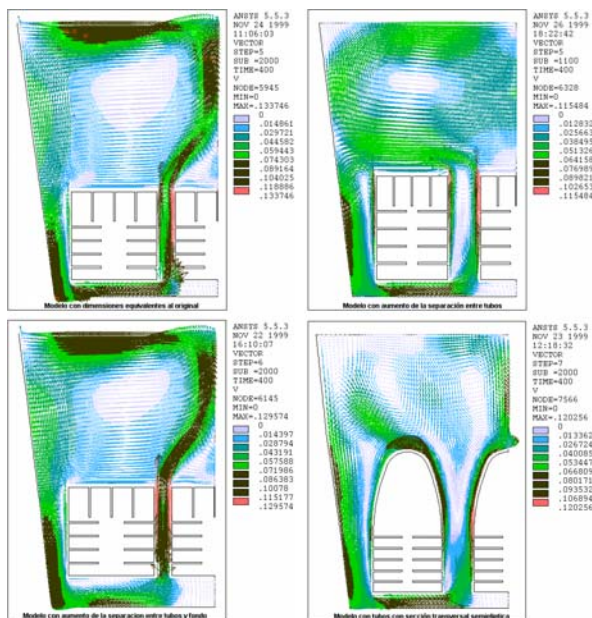 ANSYS 5.5.3
NOV 24 1999
11:06:03
VECTOR
STEP=5
SUB =2000
TIME=400
V
NODE=5945
MIN=0
MAX=.133746
0
.014861
.029721
.044582
.059443
.074303
.089164
.104025
.118886
.133746
Modelo con dimensiones equivalentes al original
ANSYS 5.5.3
NOV 26 1999
18:22:42
VECTOR
STEP=5
SUB =1100
TIME=400
V
NODE=6328
MIN=0
MAX=.115484
0
.012832
.025663
.038495
.051326
.064158
.076989
.089821
.102653
.115484
Modelo con aumento de la separación entre tubos
ANSYS 5.5.3
NOV 22 1999
16:10:07
VECTOR
STEP=6
SUB =2000
TIME=400
V
NODE=6145
MIN=0
MAX=.129574
0
.014397
.028794
.043191
.057588
.071986
.086383
.10078
.115177
.129574
Modelo con aumento de la separacion entre tubos y fondo
ANSYS 5.5.3
NOV 23 1999
12:18:32
VECTOR
STEP=7
SUB =2000
TIME=400
V
NODE=7566
MIN=0
MAX=.120256
0
.013362
.026724
.040085
.053447
.066809
.080171
.093532
.106894
.120256
Modelo con tubos con sección transversal semielíptica